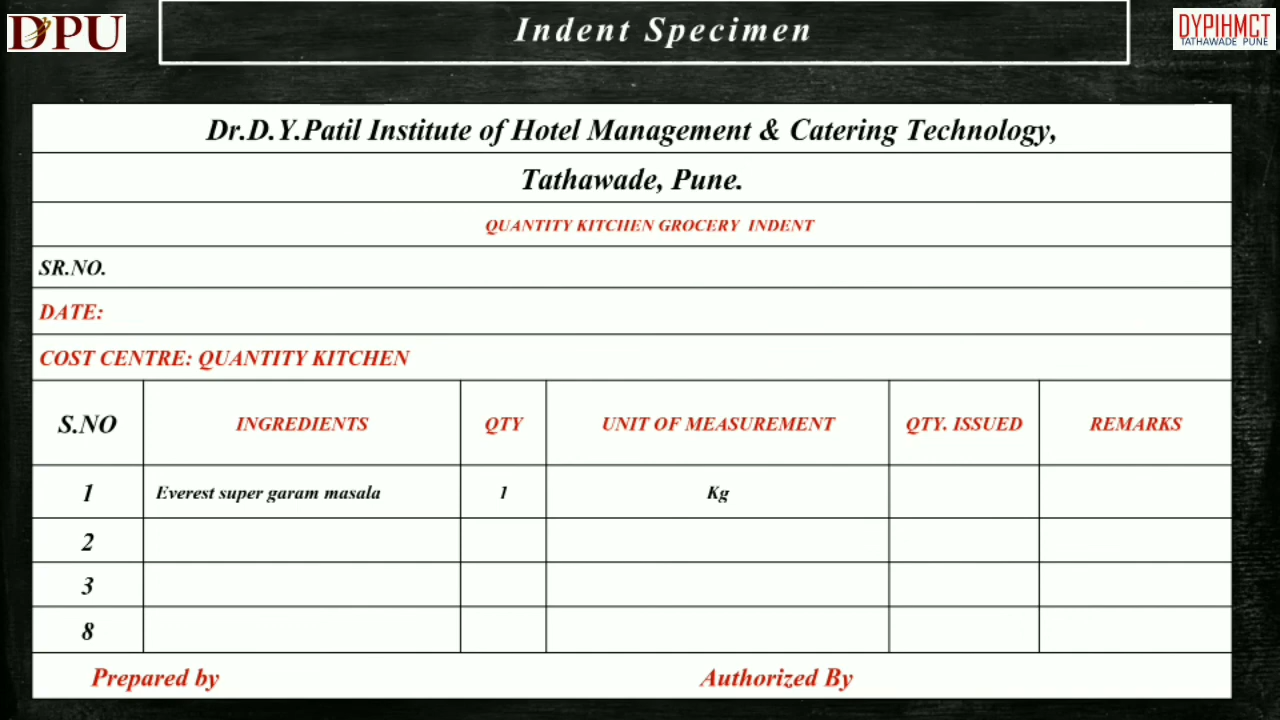 DPU
Indent Specimen
DYPIHMCT
TATHAWADE PUNE
Dr.D.Y.Patil Institute of Hotel Management & Catering Technology,
Tathawade, Pune.
QUANTITY KITCHEN GROCERY INDENT
SR.NO.
DATE:
COST CENTRE: QUANTITY KITCHEN
S.NO INGREDIENTS QTY UNIT OF MEASUREMENT QTY. ISSUED REMARKS
1 Everest super garam masala 1 Kg
2
3
8
Prepared by Authorized By